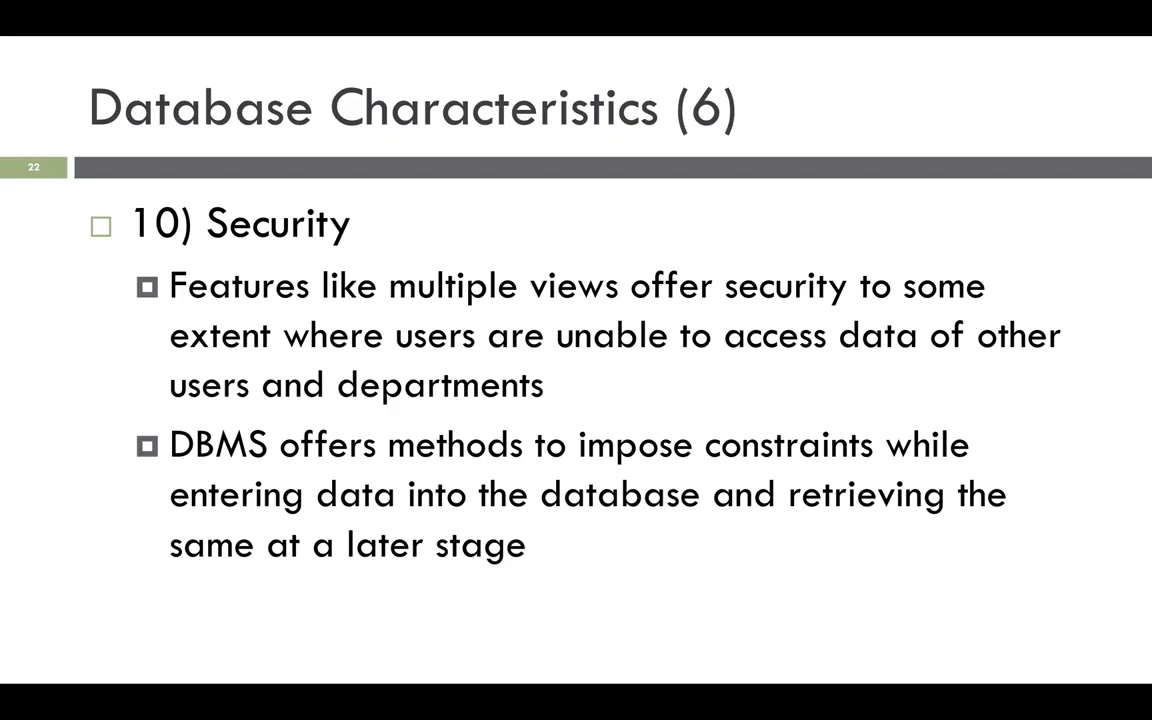 Database Characteristics (6)
22
10) Security
Features like multiple views offer security to some
extent where users are unable to access data of other
users and departments
DBMS offers methods to impose constraints while
entering data into the database and retrieving the
same at a later stage